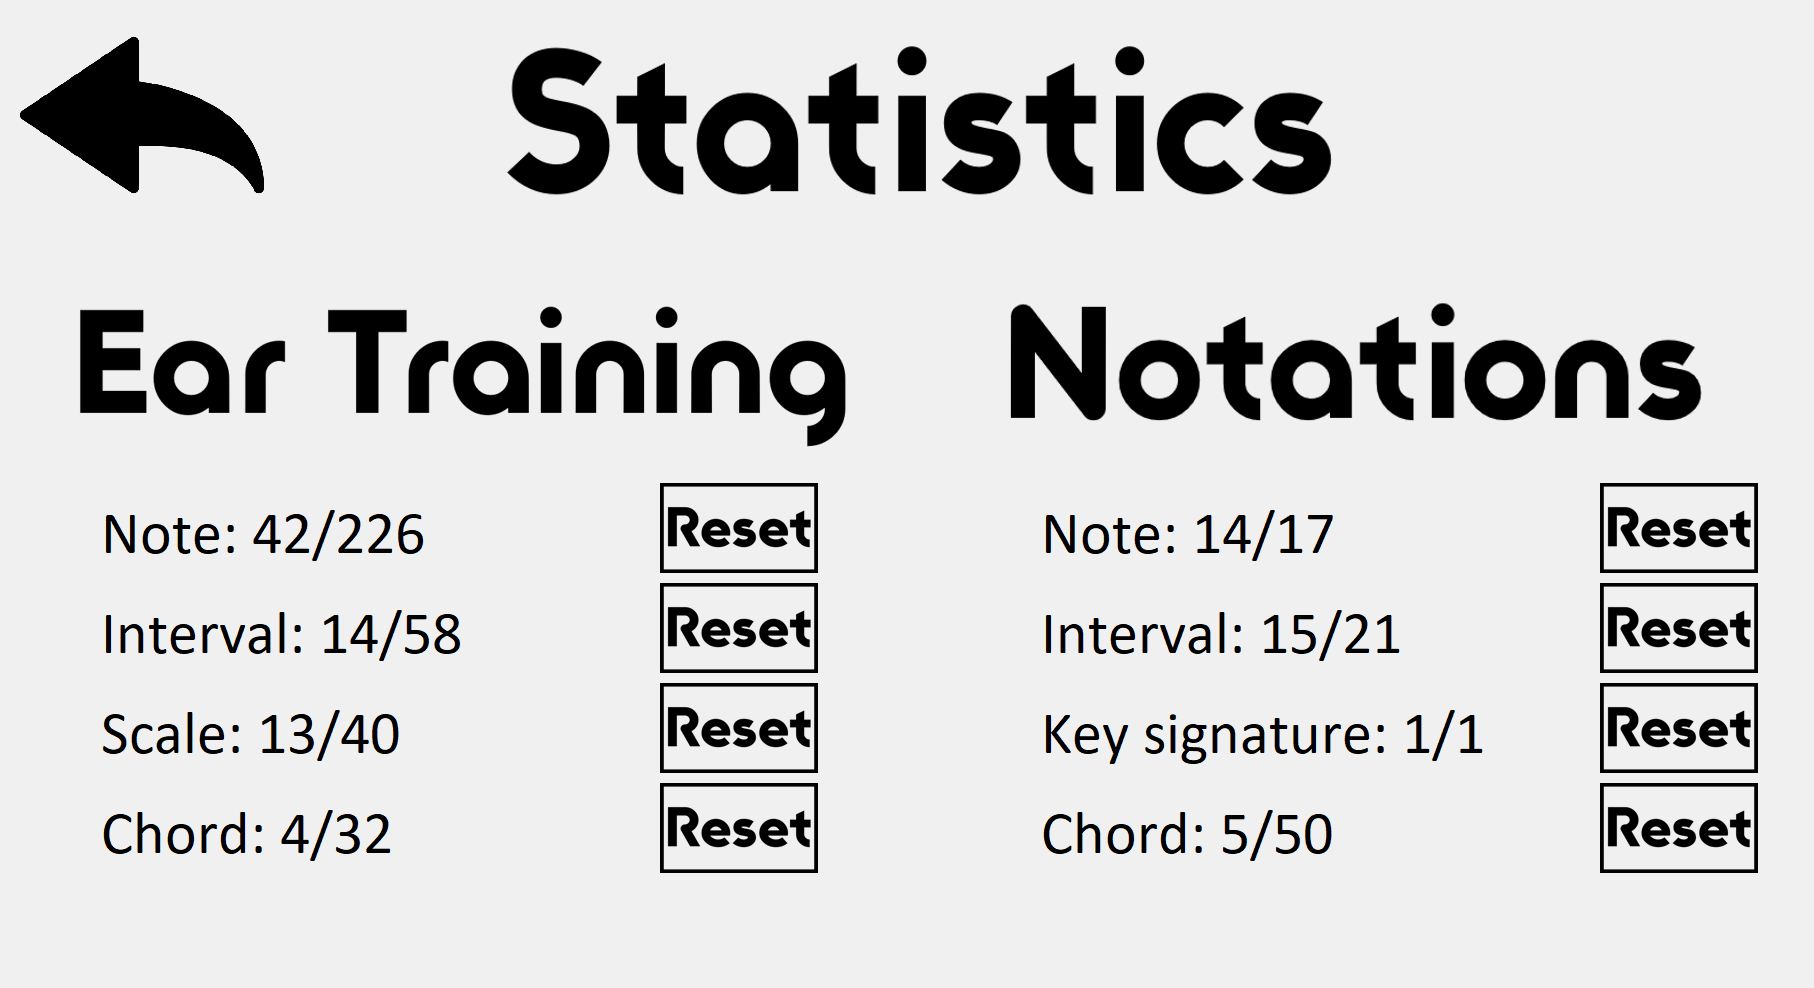 Statistics
Ear Training
Note: 42/226 Reset
Interval: 14/58 Reset
Scale: 13/40 Reset
Chord: 4/32 Reset
Notations
Note: 14/17 Reset
Interval: 15/21 Reset
Key signature: 1/1 Reset
Chord: 5/50 Reset